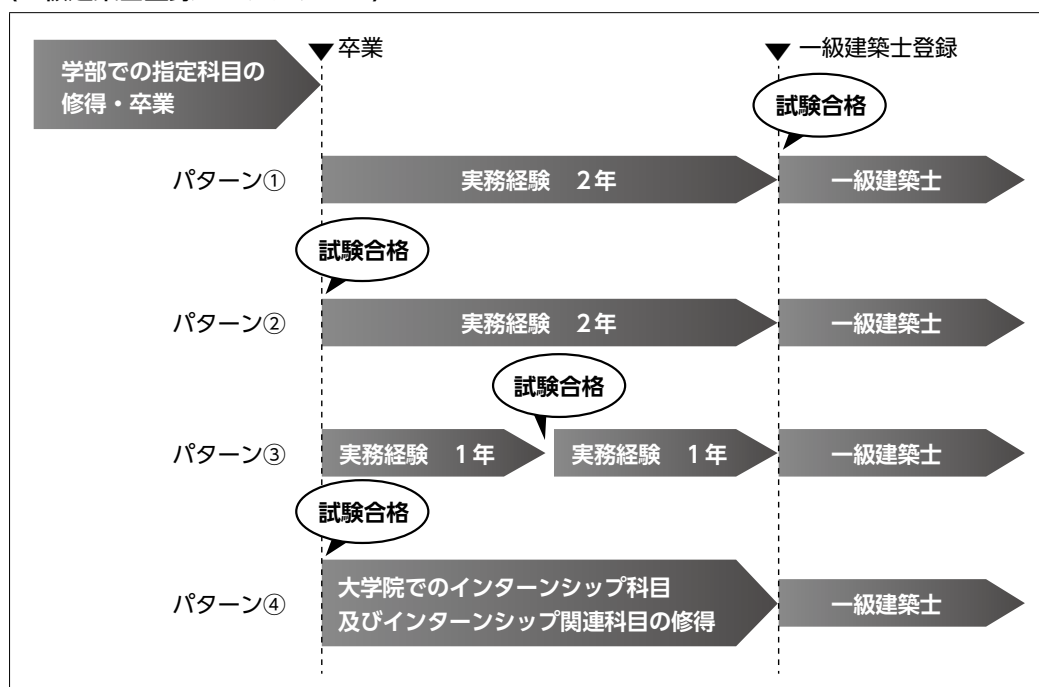 ▼卒業
▼一級建築士登録
学部での指定科目の
修得・卒業
試験合格
パターン①
実務経験　2年
一級建築士
試験合格
パターン②
実務経験　2年
一級建築士
試験合格
パターン③
実務経験　1年
実務経験　1年
一級建築士
試験合格
パターン④
大学院でのインターンシップ科目
及びインターンシップ関連科目の修得
一級建築士